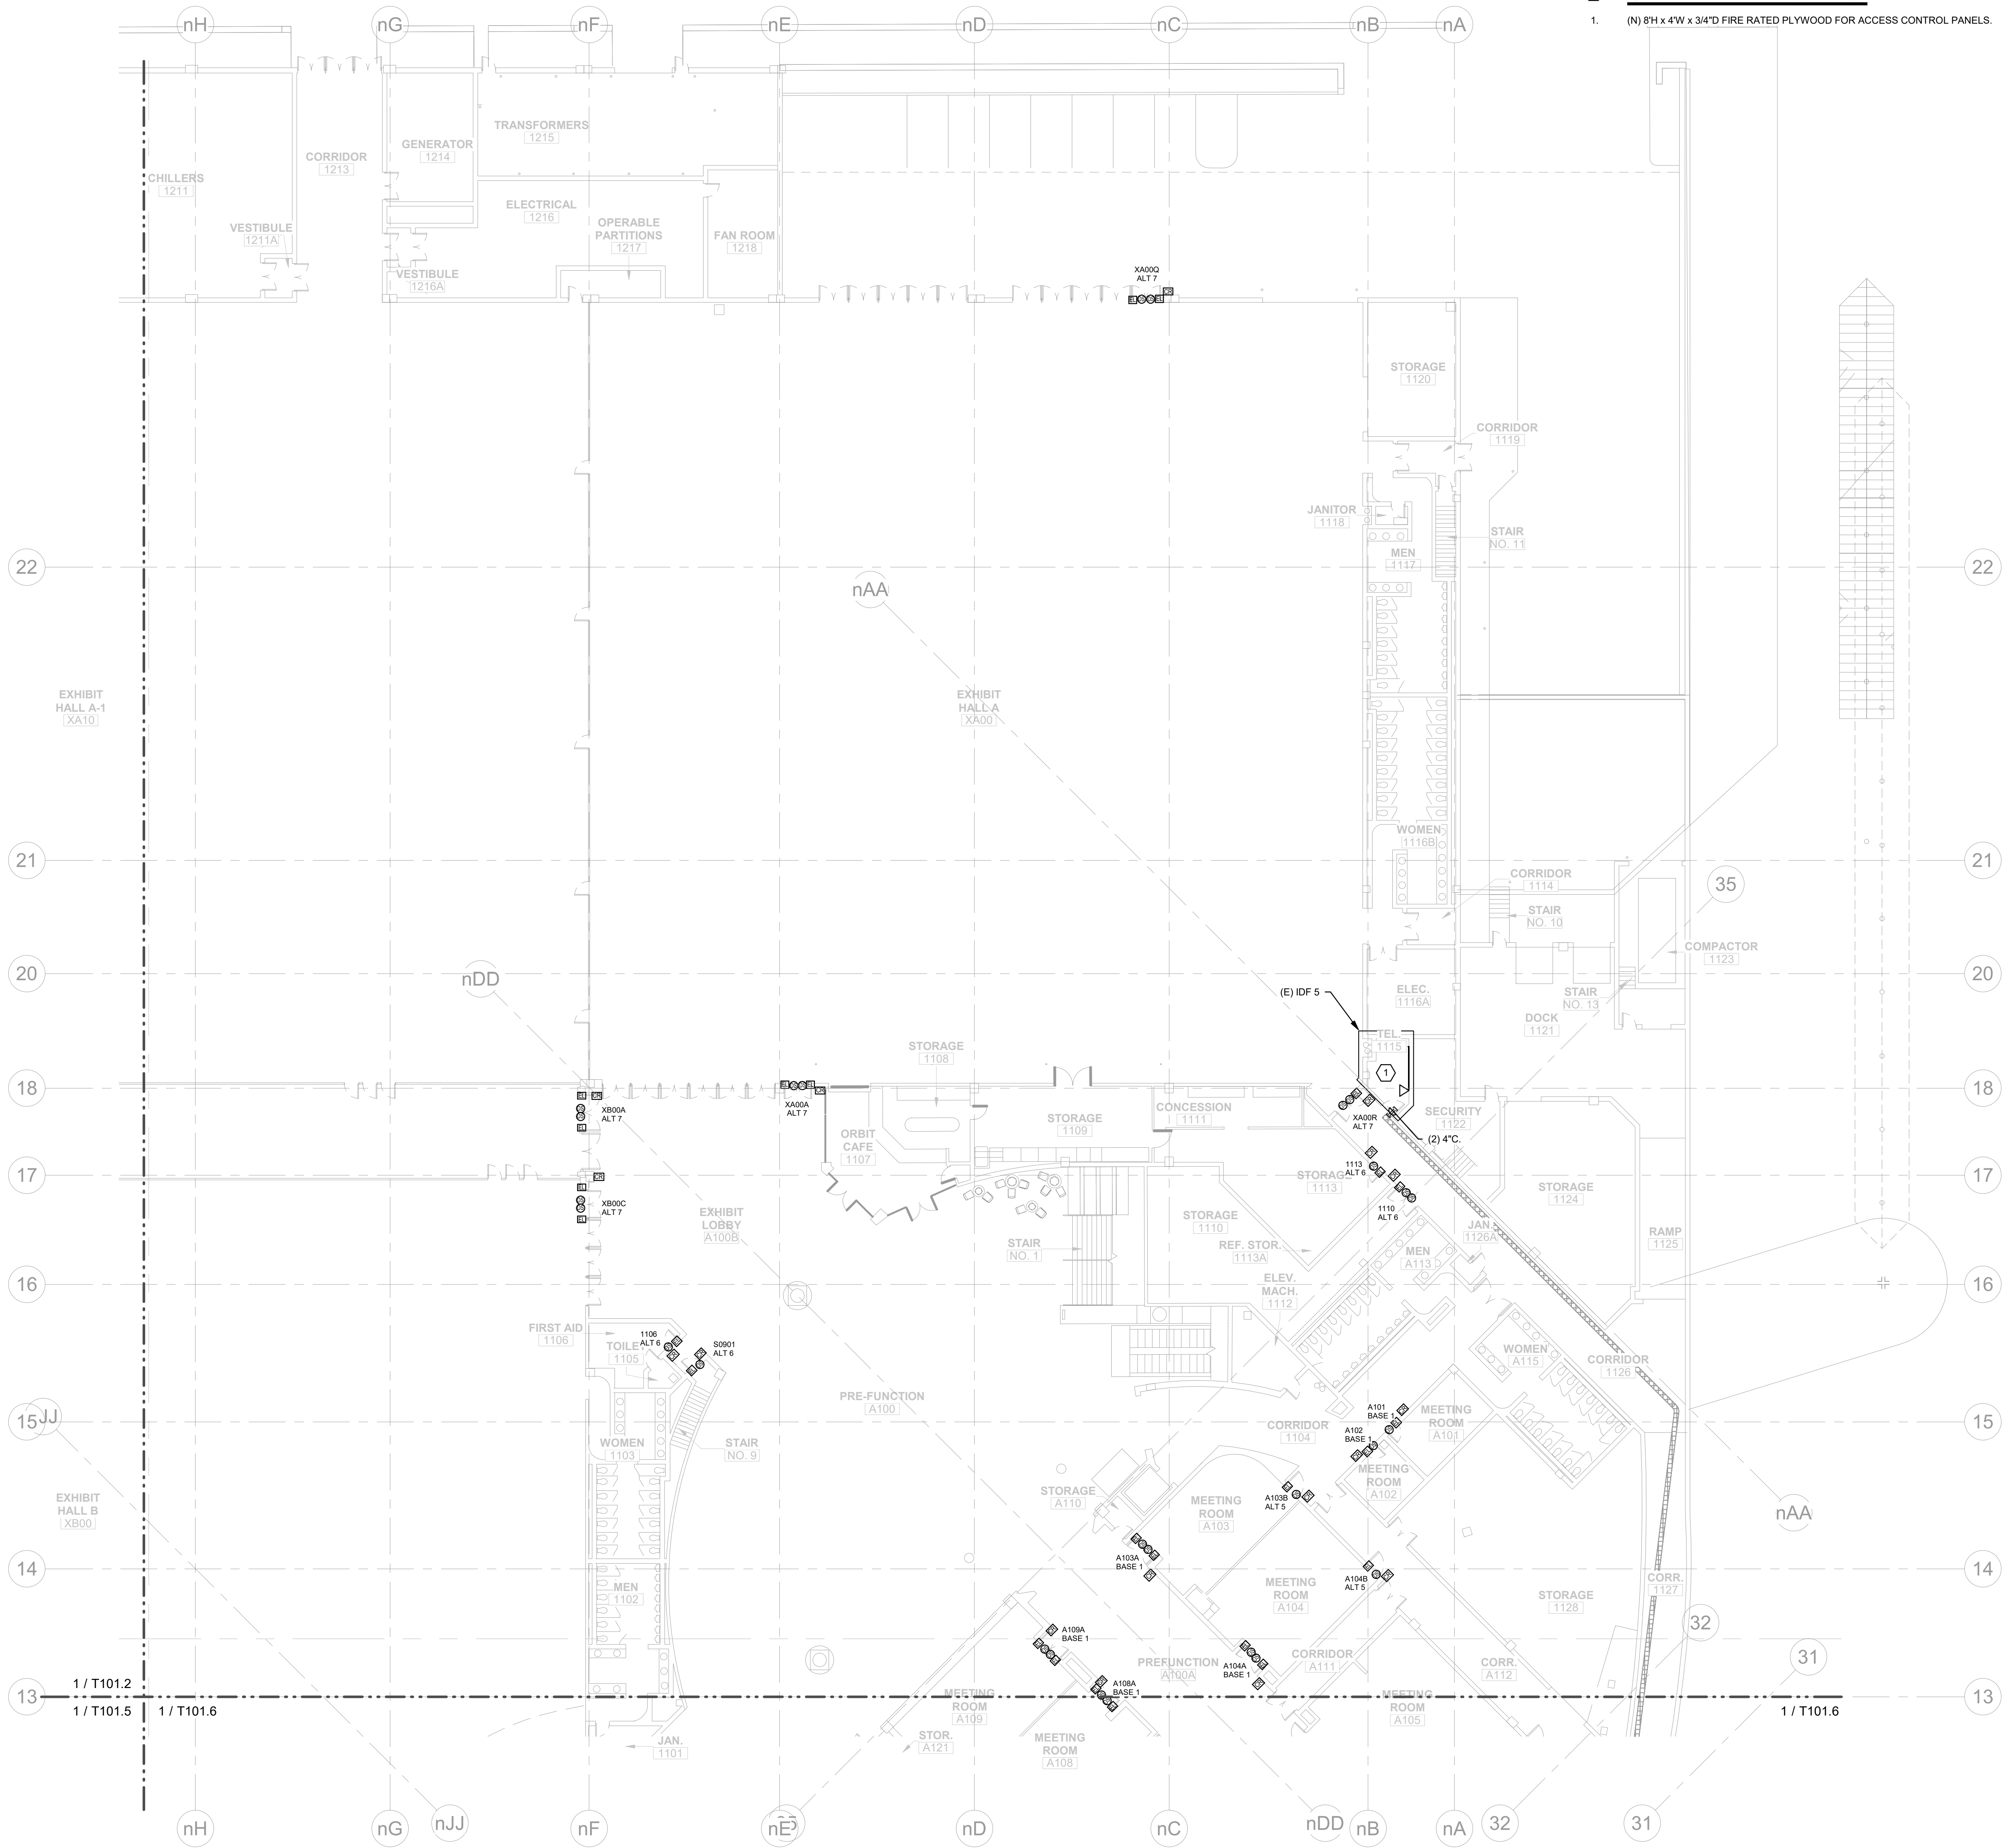 1. (N) 8'H x 4'W x 3/4"D FIRE RATED PLYWOOD FOR ACCESS CONTROL PANELS.
nH nG nF nE nD nC nB nA
TRANSFORMERS
1215
GENERATOR
1214
CORRIDOR
1213
CHILLERS
1211
ELECTRICAL
1216
OPERABLE
PARTITIONS
1217
VESTIBULE
1211A
FAN ROOM
1218
VESTIBULE
1216A
XA00Q
ALT 7
EL EL CR
STORAGE
1120
CORRIDOR
1119
JANITOR
1118
STAIR
NO. 11
MEN
1117
22 22
nAA
EXHIBIT
HALL A-1
XA10
EXHIBIT
HALL A
XA00
WOMEN
1116B
21 21
CORRIDOR
1114
35
STAIR
NO. 10
COMPACTOR
1123
20 20
nDD
(E) IDF 5
ELEC.
1116A
STAIR
NO. 13
DOCK
1121
TEL.
1115
STORAGE
1108
1
18 18
XB00A
ALT 7
XA00A
ALT 7
STORAGE
1109
CONCESSION
1111
XA00R
ALT 7
SECURITY
1122
(2) 4"C.
ORBIT
CAFE
1107
1113
ALT 6
17 17
STORAGE
1113
STORAGE
1124
XB00C
ALT 7
EXHIBIT
LOBBY
A100B
STORAGE
1110
1110
ALT 6
JAN.
1126A
RAMP
1125
STAIR
NO. 1
REF. STOR.
1113A
MEN
A113
16 16
ELEV.
MACH.
1112
FIRST AID
1106
1106
ALT 6
S0901
ALT 6
TOILE
1105
WOMEN
A115
CORRIDOR
1126
PRE-FUNCTION
A100
A101
BASE 1
MEETING
ROOM
A101
15 JJ 15
CORRIDOR
1104
A102
BASE 1
WOMEN
1103
STAIR
NO. 9
MEETING
ROOM
A102
EXHIBIT
HALL B
XB00
STORAGE
A110
MEETING
ROOM
A103
A103B
ALT 5
nAA
A103A
BASE 1
14 14
MEN
1102
MEETING
ROOM
A104
A104B
ALT 5
STORAGE
1128
CORR.
1127
32
A109A
BASE 1
PREFUNCTION
A100A
A104A
BASE 1
CORRIDOR
A111
CORR.
A112
31
1 / T101.2
A108A
BASE 1
13 13
1 / T101.5 1 / T101.6 1 / T101.6
MEETING
ROOM
A109
MEETING
ROOM
A105
JAN.
1101
STOR.
A121
MEETING
ROOM
A108
nH nG nJJ nF nE nD nC nDD nB nA 32 31